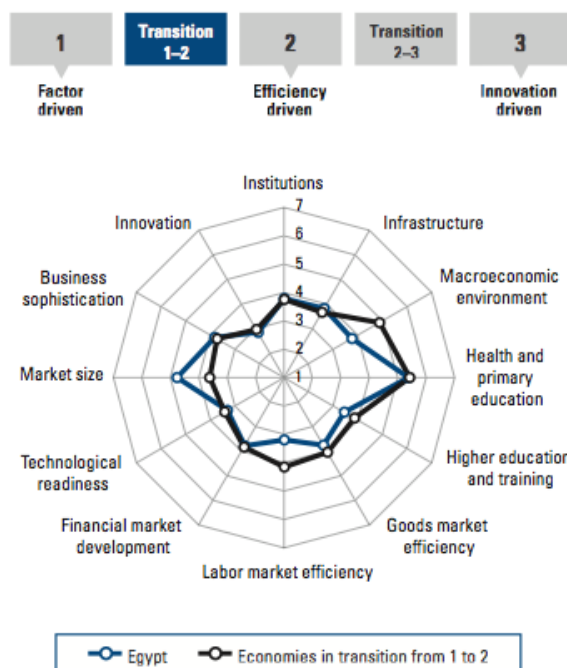 1
Transition
1–2
2
Transition
2–3
3
Factor
driven
Efficiency
driven
Innovation
driven
Institutions
7
6
5
4
3
2
1
Infrastructure
Macroeconomic
environment
Health and
primary
education
Higher education
and training
Goods market
efficiency
Labor market efficiency
Financial market
development
Technological
readiness
Market size
Business
sophistication
Innovation
Egypt
Economies in transition from 1 to 2